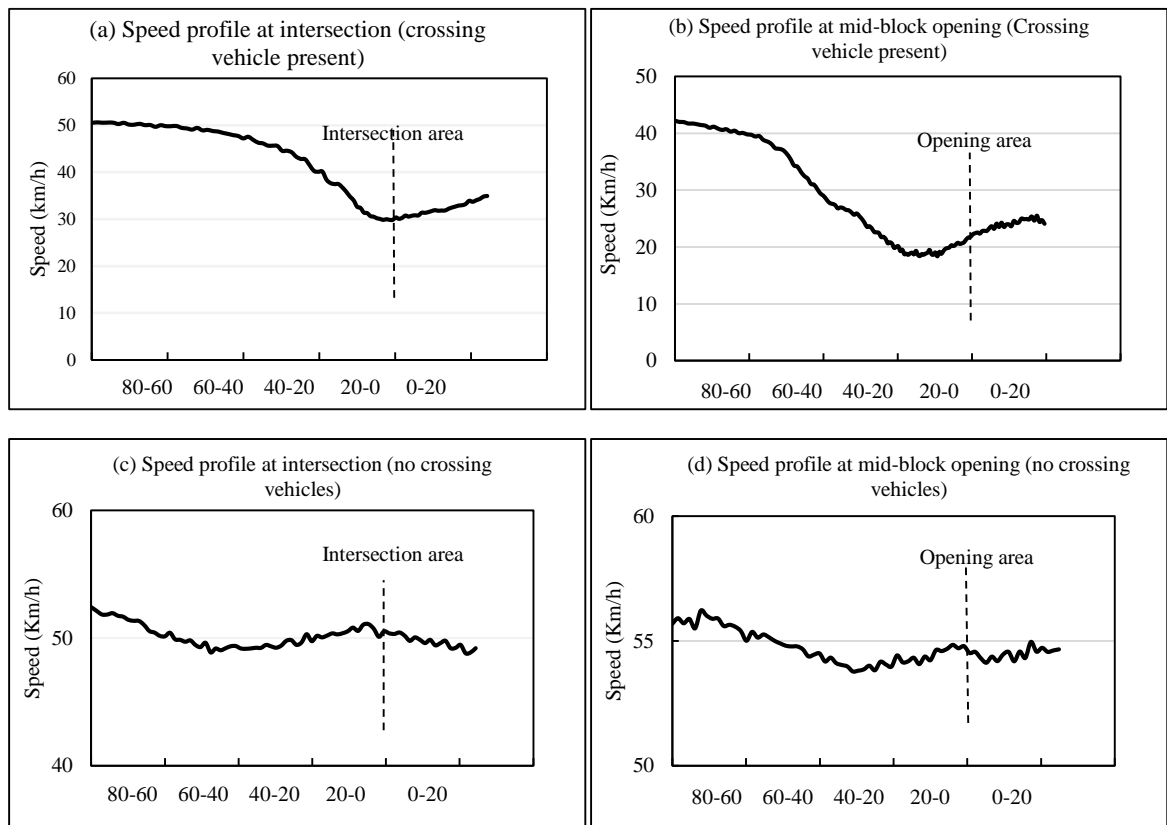 (a) Speed profile at intersection (crossing
vehicle present)
60
50
40
30
20
10
0
Speed (km/h)
Intersection area
80-60 60-40 40-20 20-0 0-20
(b) Speed profile at mid-block opening (Crossing
vehicle present)
50
40
30
20
10
0
Speed (Km/h)
Opening area
80-60 60-40 40-20 20-0 0-20
(c) Speed profile at intersection (no crossing
vehicles)
60
50
40
Speed (Km/h)
Intersection area
80-60 60-40 40-20 20-0 0-20
(d) Speed profile at mid-block opening (no crossing
vehicles)
60
55
50
Speed (Km/h)
Opening area
80-60 60-40 40-20 20-0 0-20